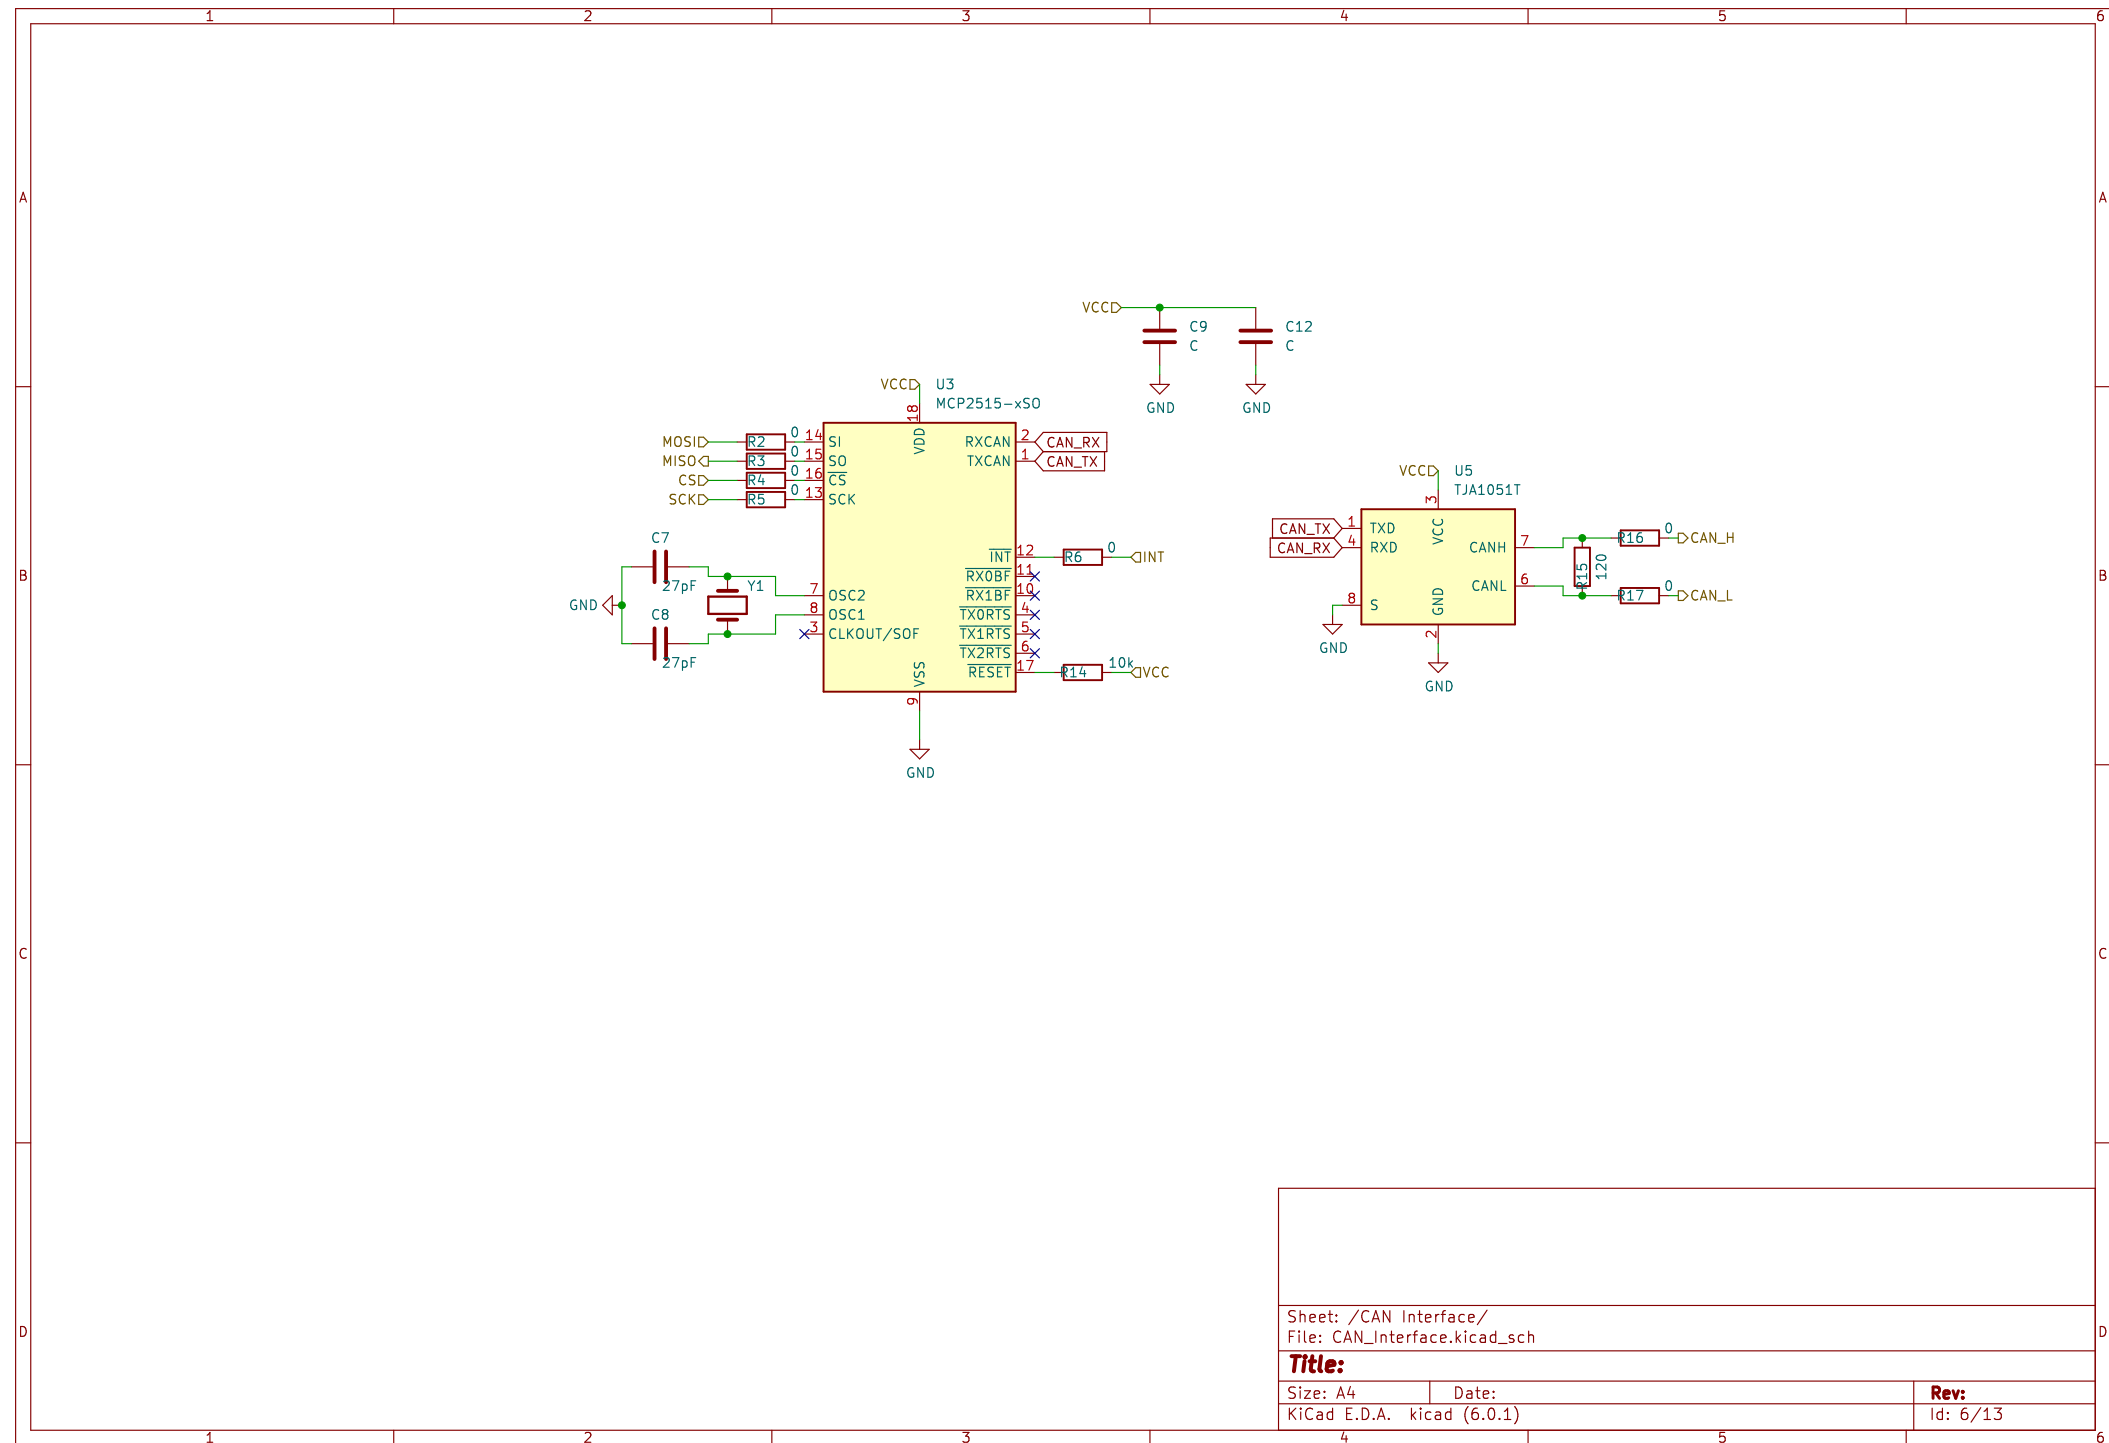 1 2 3 4 5 6
A A
VCC
C9
C
C12
C
GND GND
VCC
U3
MCP2515-xSO
18
VDD
MOSI R2 0 14 SI
MISO R3 0 15 SO
CS R4 0 16 CS
SCK R5 0 13 SCK
RXCAN 2 CAN_RX
TXCAN 1 CAN_TX
INT 12 R6 0 INT
RX0BF 11
RX1BF 10
TX0RTS 4
TX1RTS 5
TX2RTS 6
RESET 17 R14 10k VCC
C7
27pF
Y1
GND
C8
27pF
7 OSC2
8 OSC1
3 CLKOUT/SOF
VSS
9
GND
VCC
U5
TJA1051T
3
VCC
CAN_TX 1 TXD
CAN_RX 4 RXD
CANH 7
CANL 6
8 S
GND
GND
2
GND
R15
120
R16 0 CAN_H
R17 0 CAN_L
B B
C C
D D
Sheet: /CAN Interface/
File: CAN_Interface.kicad_sch
Title:
Size: A4 Date: Rev:
KiCad E.D.A. kicad (6.0.1) Id: 6/13
1 2 3 4 5 6